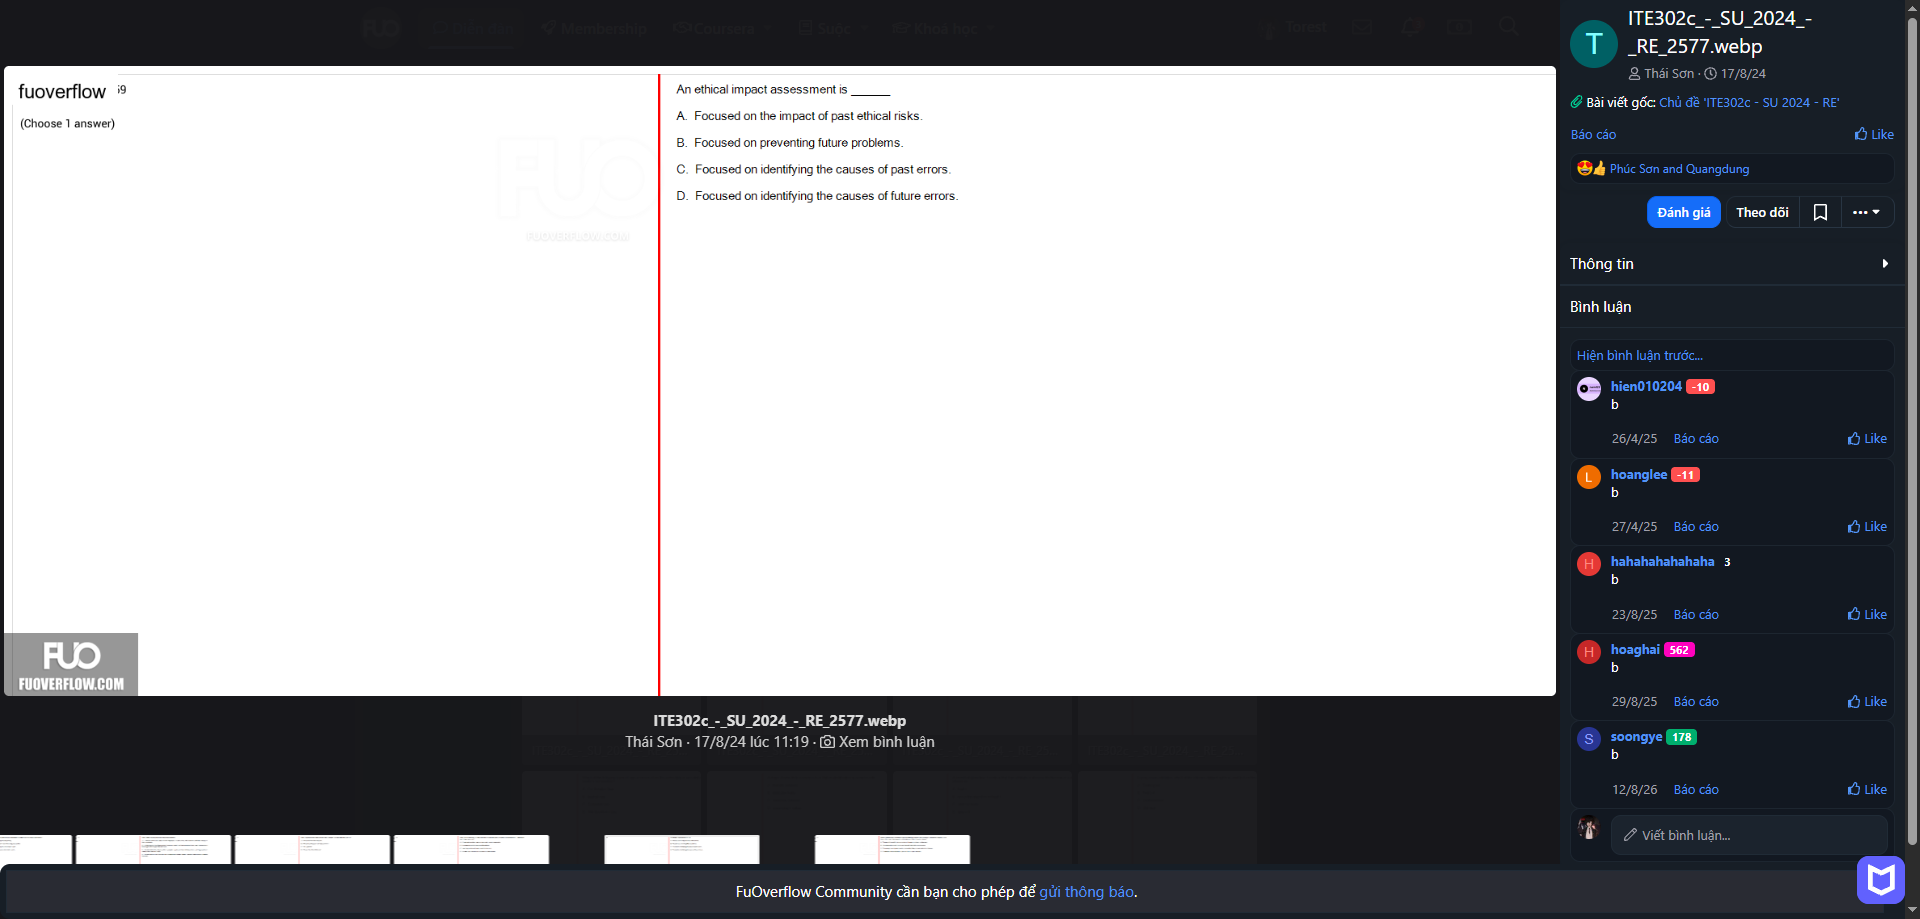 Membership
Coursera
Torest
fuoverflow
(Choose 1 answer)
An ethical impact assessment is ______
A. Focused on the impact of past ethical risks.
B. Focused on preventing future problems.
C. Focused on identifying the causes of past errors.
D. Focused on identifying the causes of future errors.
FUO
FUOVERFLOW.COM
FUO
FUOVERFLOW.COM
ITE302c_-_SU_2024_-_RE_2577.webp
Thái Sơn · 17/8/24 lúc 11:19 · Xem bình luận
FuOverflow Community cần bạn cho phép để gửi thông báo.
T
ITE302c_-_SU_2024_-
_RE_2577.webp
Thái Sơn · 17/8/24
Bài viết gốc: Chủ đề 'ITE302c - SU 2024 - RE'
Báo cáo
Like
Phúc Sơn and Quangdung
Đánh giá
Theo dõi
Thông tin
Bình luận
Hiện bình luận trước...
hien010204 -10
b
26/4/25 Báo cáo Like
L
hoanglee -11
b
27/4/25 Báo cáo Like
H
hahahahahahaha 3
b
23/8/25 Báo cáo Like
H
hoaghai 562
b
29/8/25 Báo cáo Like
S
soongye 178
b
12/8/26 Báo cáo Like
Viết bình luận...